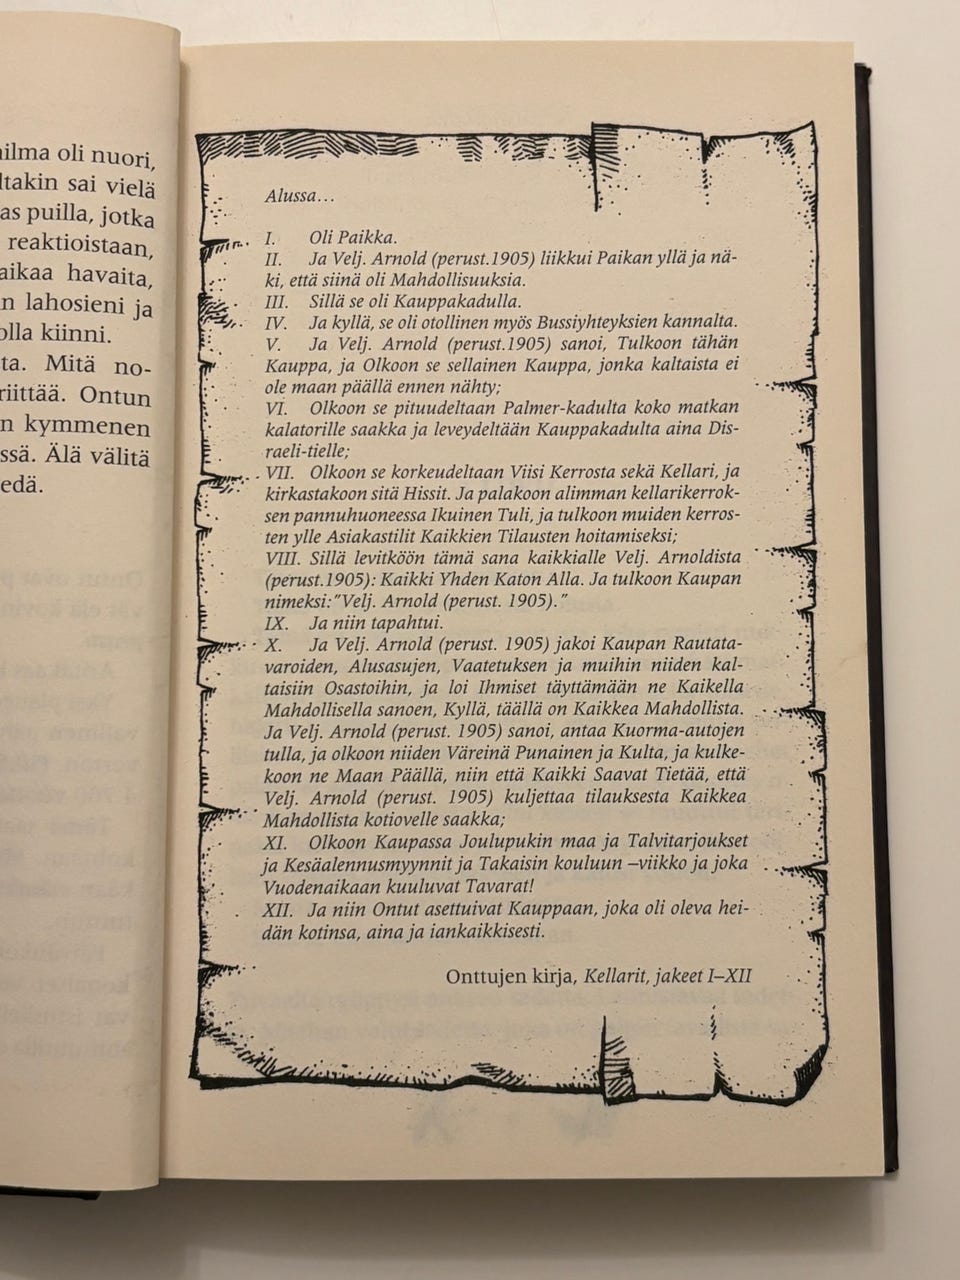 ilma oli nuori,
ltakin sai vielä
as puilla, jotka
reaktioistaan,
aikaa havaita,
n lahosieni ja
olla kiinni.
sta. Mitä no-
riittää. Ontun
n kymmenen
ssä. Älä välitä
edä.
Alussa...
I. Oli Paikka.
II. Ja Velj. Arnold (perust.1905) liikkui Paikan yllä ja nä-
ki, että siinä oli Mahdollisuuksia.
III. Sillä se oli Kauppakadulla.
IV. Ja kyllä, se oli otollinen myös Bussiyhteyksien kannalta.
V. Ja Velj. Arnold (perust.1905) sanoi, Tulkoon tähän
Kauppa, ja Olkoon se sellainen Kauppa, jonka kaltaista ei
ole maan päällä ennen nähty;
VI. Olkoon se pituudeltaan Palmer-kadulta koko matkan
kalatorille saakka ja leveydeltään Kauppakadulta aina Dis-
raeli-tielle;
VII. Olkoon se korkeudeltaan Viisi Kerrosta sekä Kellari, ja
kirkastakoon sitä Hissit. Ja palakoon alimman kellarikerrok-
sen pannuhuoneessa Ikuinen Tuli, ja tulkoon muiden kerros-
ten ylle Asiakastilit Kaikkien Tilausten hoitamiseksi;
VIII. Sillä levitköön tämä sana kaikkialle Velj. Arnoldista
(perust.1905): Kaikki Yhden Katon Alla. Ja tulkoon Kaupan
nimeksi:"Velj. Arnold (perust. 1905)."
IX. Ja niin tapahtui.
X. Ja Velj. Arnold (perust. 1905) jakoi Kaupan Rautata-
varoiden, Alusasujen, Vaatetuksen ja muihin niiden kal-
taisiin Osastoihin, ja loi Ihmiset täyttämään ne Kaikella
Mahdollisella sanoen, Kyllä, täällä on Kaikkea Mahdollista.
Ja Velj. Arnold (perust. 1905) sanoi, antaa Kuorma-autojen
tulla, ja olkoon niiden Väreinä Punainen ja Kulta, ja kulke-
koon ne Maan Päällä, niin että Kaikki Saavat Tietää, että
Velj. Arnold (perust. 1905) kuljettaa tilauksesta Kaikkea
Mahdollista kotiovelle saakka;
XI. Olkoon Kaupassa Joulupukin maa ja Talvitarjoukset
ja Kesäalennusmyynnit ja Takaisin kouluun –viikko ja joka
Vuodenaikaan kuuluvat Tavarat!
XII. Ja niin Ontut asettuivat Kauppaan, joka oli oleva hei-
dän kotinsa, aina ja iankaikkisesti.
Onttujen kirja, Kellarit, jakeet I–XII